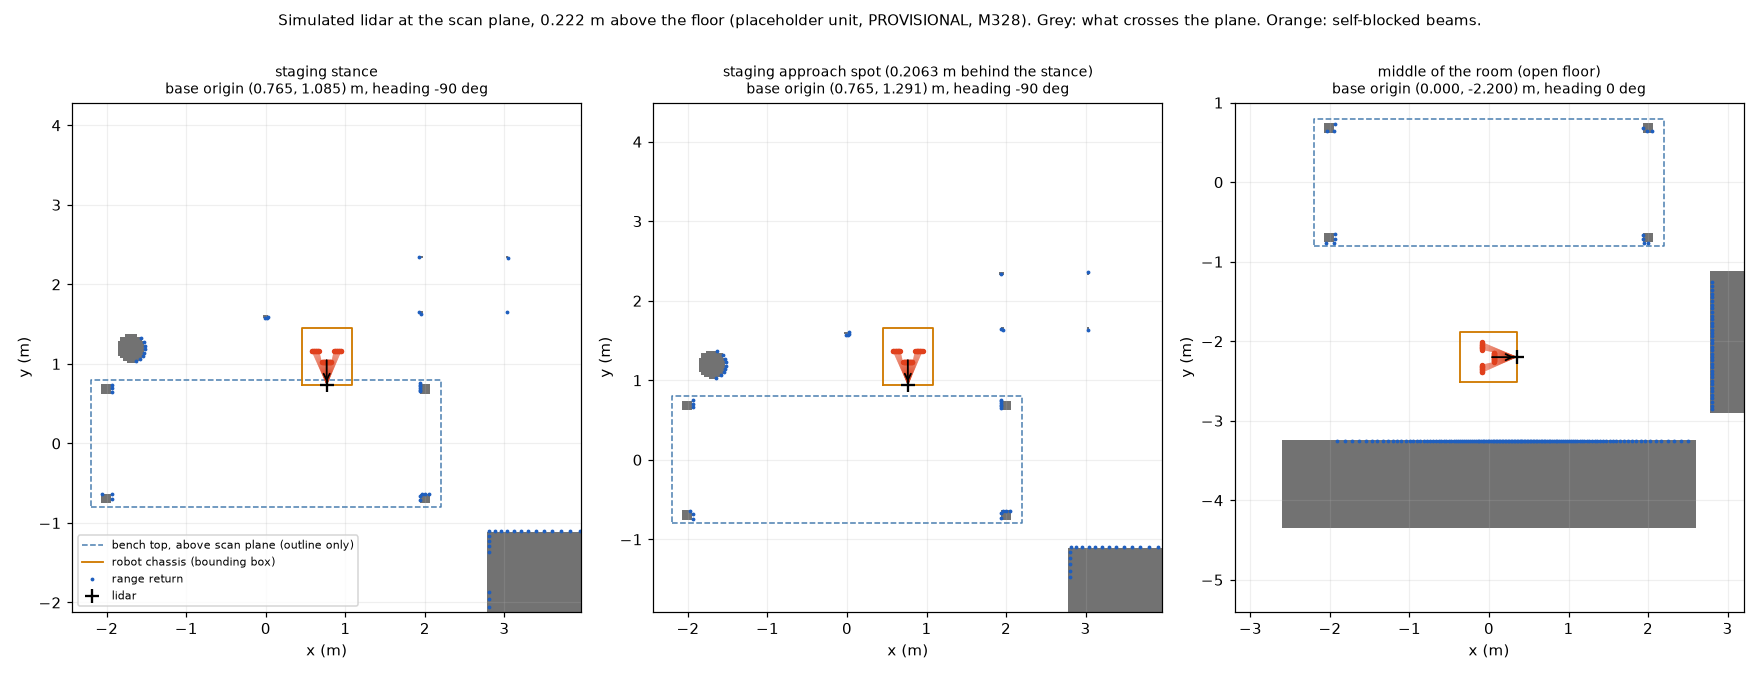 Simulated lidar at the scan plane, 0.222 m above the floor (placeholder unit, PROVISIONAL, M328). Grey: what crosses the plane. Orange: self-blocked beams.
staging stance
base origin (0.765, 1.085) m, heading -90 deg
4
3
2
1
0
−1
−2
y (m)
−2
−1
0
1
2
3
x (m)
bench top, above scan plane (outline only)
robot chassis (bounding box)
range return
lidar
staging approach spot (0.2063 m behind the stance)
base origin (0.765, 1.291) m, heading -90 deg
4
3
2
1
0
−1
y (m)
−2
−1
0
1
2
3
x (m)
middle of the room (open floor)
base origin (0.000, -2.200) m, heading 0 deg
1
0
−1
−2
−3
−4
−5
y (m)
−3
−2
−1
0
1
2
3
x (m)